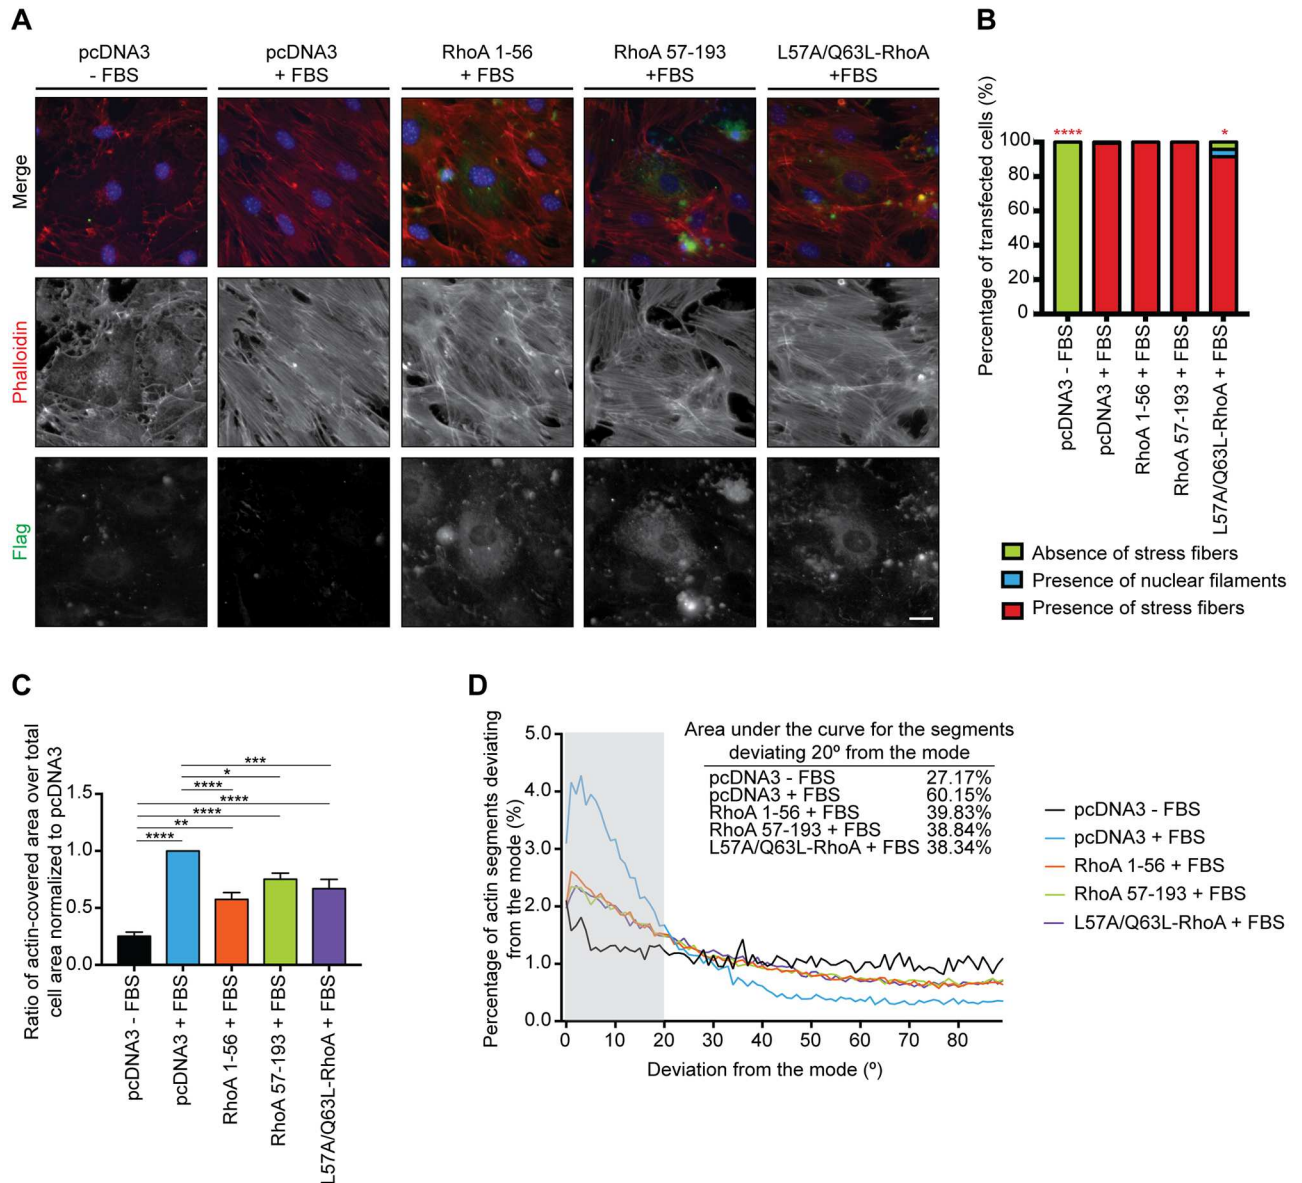 A
pcDNA3
- FBS
pcDNA3
+ FBS
RhoA 1-56
+ FBS
RhoA 57-193
+FBS
L57A/Q63L-RhoA
+FBS
Merge
Phalloidin
Flag
B
Percentage of transfected cells (%)
100
80
60
40
20
0
****
*
pcDNA3 - FBS
pcDNA3 + FBS
RhoA 1-56 + FBS
RhoA 57-193 + FBS
L57A/Q63L-RhoA + FBS
Absence of stress fibers
Presence of nuclear filaments
Presence of stress fibers
C
Ratio of actin-covered area over total
cell area normalized to pcDNA3
1.5
1.0
0.5
0.0
***
*
****
****
****
**
****
pcDNA3 - FBS
pcDNA3 + FBS
RhoA 1-56 + FBS
RhoA 57-193 + FBS
L57A/Q63L-RhoA + FBS
D
Percentage of actin segments deviating
from the mode (%)
5.0
4.0
3.0
2.0
1.0
0.0
0 10 20 30 40 50 60 70 80
Deviation from the mode (º)
Area under the curve for the segments
deviating 20º from the mode
pcDNA3 - FBS 27.17%
pcDNA3 + FBS 60.15%
RhoA 1-56 + FBS 39.83%
RhoA 57-193 + FBS 38.84%
L57A/Q63L-RhoA + FBS 38.34%
pcDNA3 - FBS
pcDNA3 + FBS
RhoA 1-56 + FBS
RhoA 57-193 + FBS
L57A/Q63L-RhoA + FBS